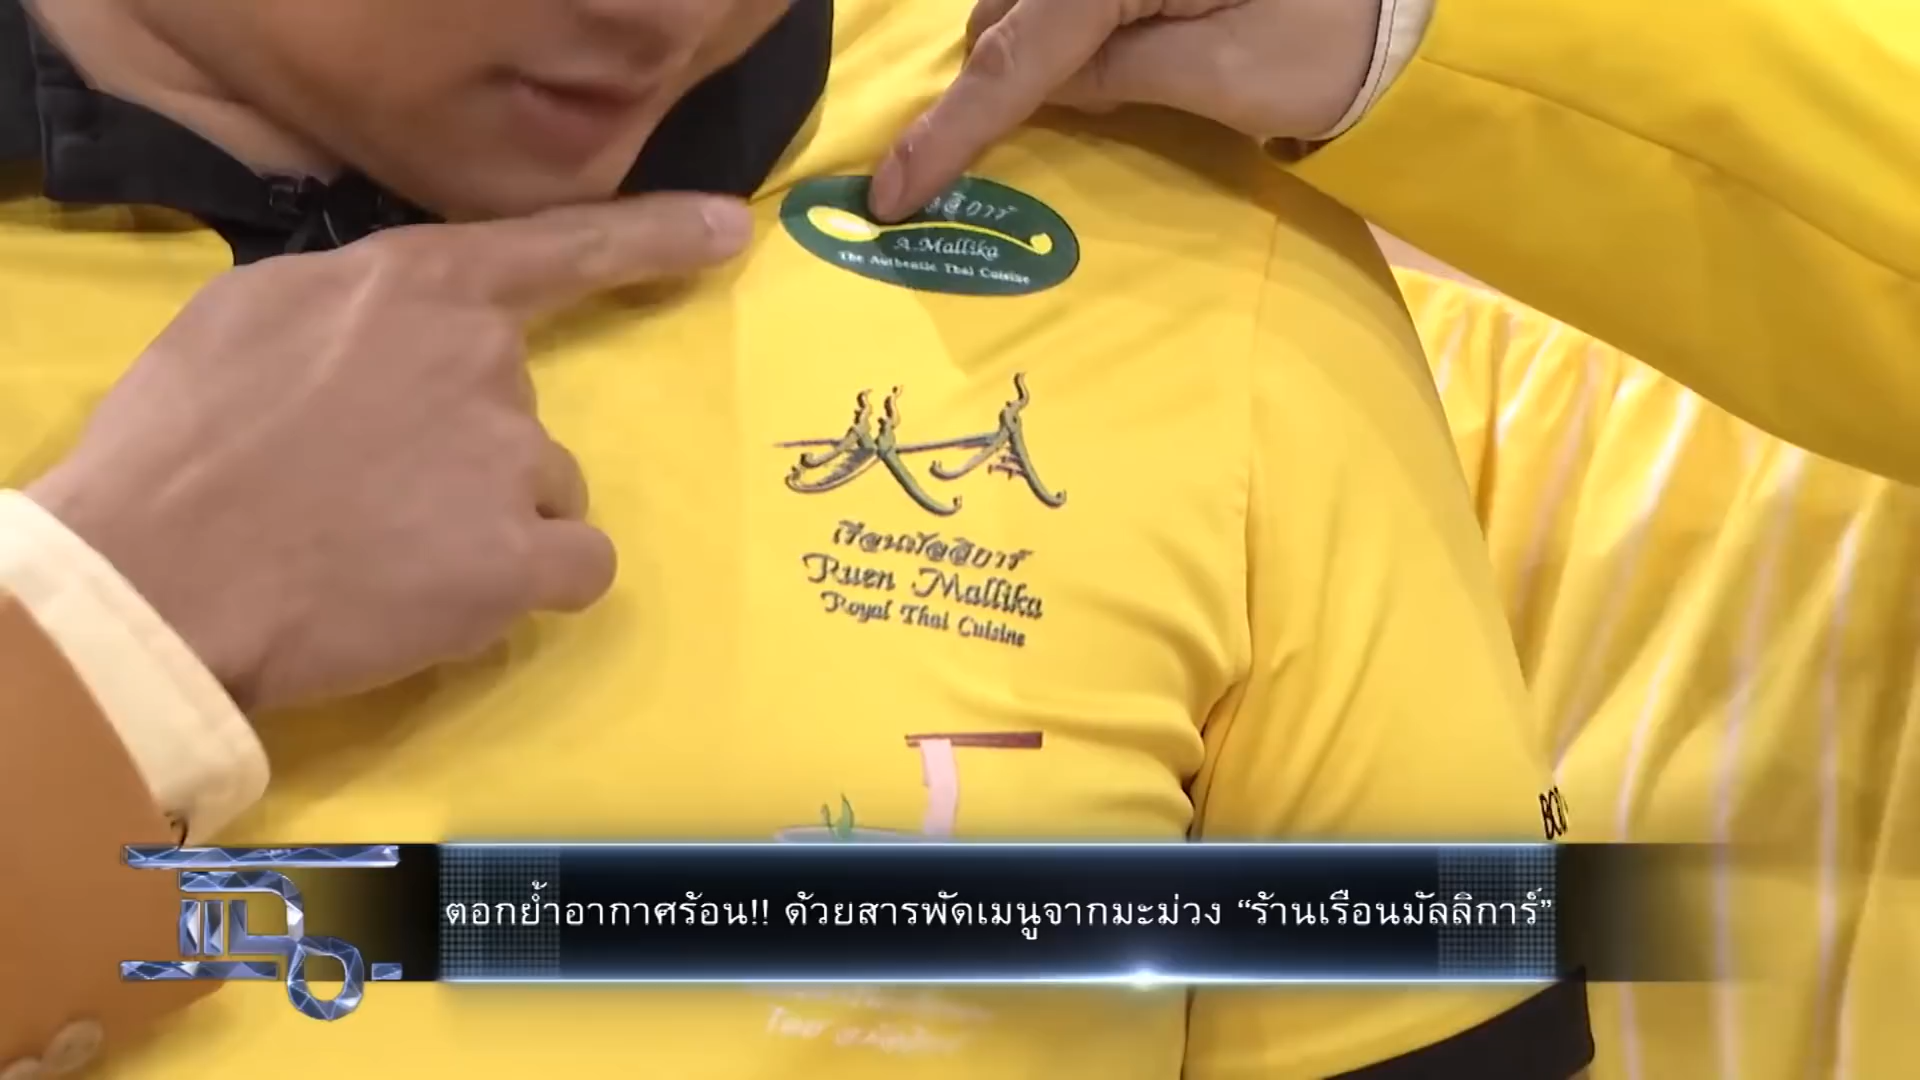 A. Mallika
The Authentic Thai Cuisine
เรือนมัลลิการ์
Ruen Mallika
Royal Thai Cuisine
ตอกย้ำอากาศร้อน!! ด้วยสารพัดเมนูจากมะม่วง “ร้านเรือนมัลลิการ์”